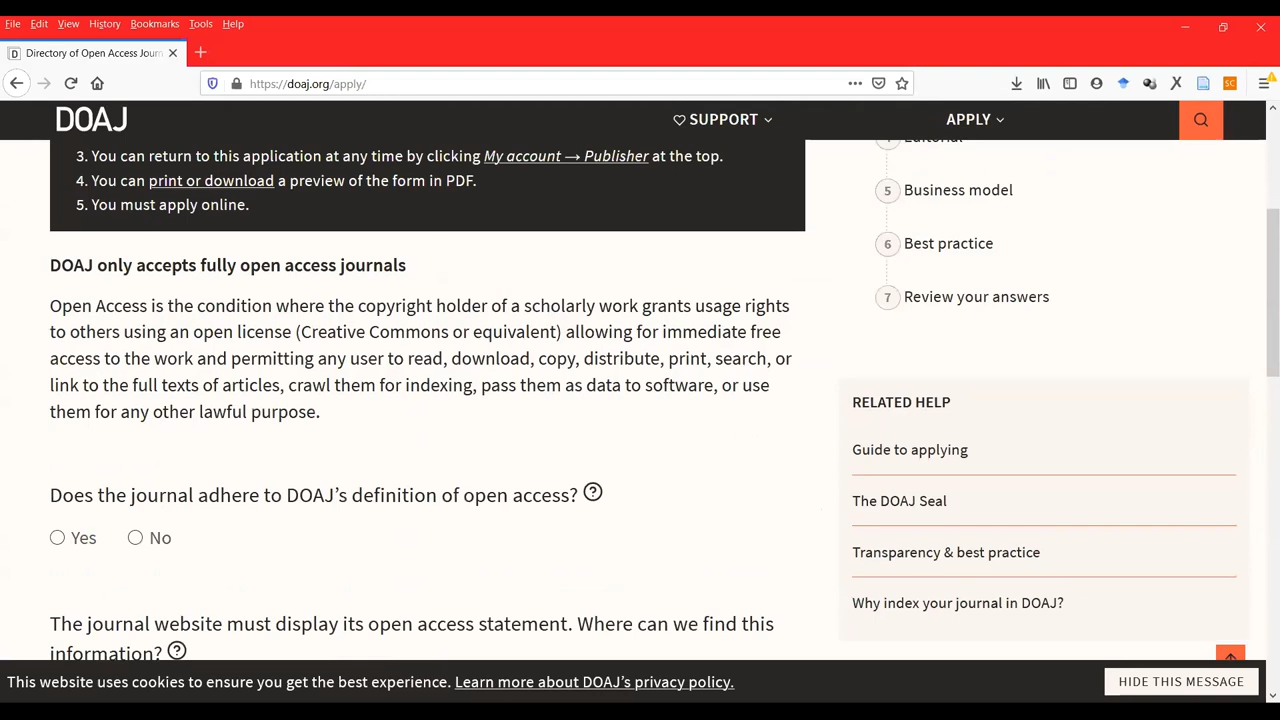 File Edit View History Bookmarks Tools Help
Directory of Open Access Journ
https://doaj.org/apply/
DOAJ
SUPPORT
APPLY
3. You can return to this application at any time by clicking My account → Publisher at the top.
4. You can print or download a preview of the form in PDF.
5. You must apply online.
DOAJ only accepts fully open access journals
Open Access is the condition where the copyright holder of a scholarly work grants usage rights
to others using an open license (Creative Commons or equivalent) allowing for immediate free
access to the work and permitting any user to read, download, copy, distribute, print, search, or
link to the full texts of articles, crawl them for indexing, pass them as data to software, or use
them for any other lawful purpose.
Does the journal adhere to DOAJ's definition of open access? ?
Yes No
The journal website must display its open access statement. Where can we find this
information? ?
4 Editorial
5 Business model
6 Best practice
7 Review your answers
RELATED HELP
Guide to applying
The DOAJ Seal
Transparency & best practice
Why index your journal in DOAJ?
This website uses cookies to ensure you get the best experience. Learn more about DOAJ's privacy policy.
HIDE THIS MESSAGE